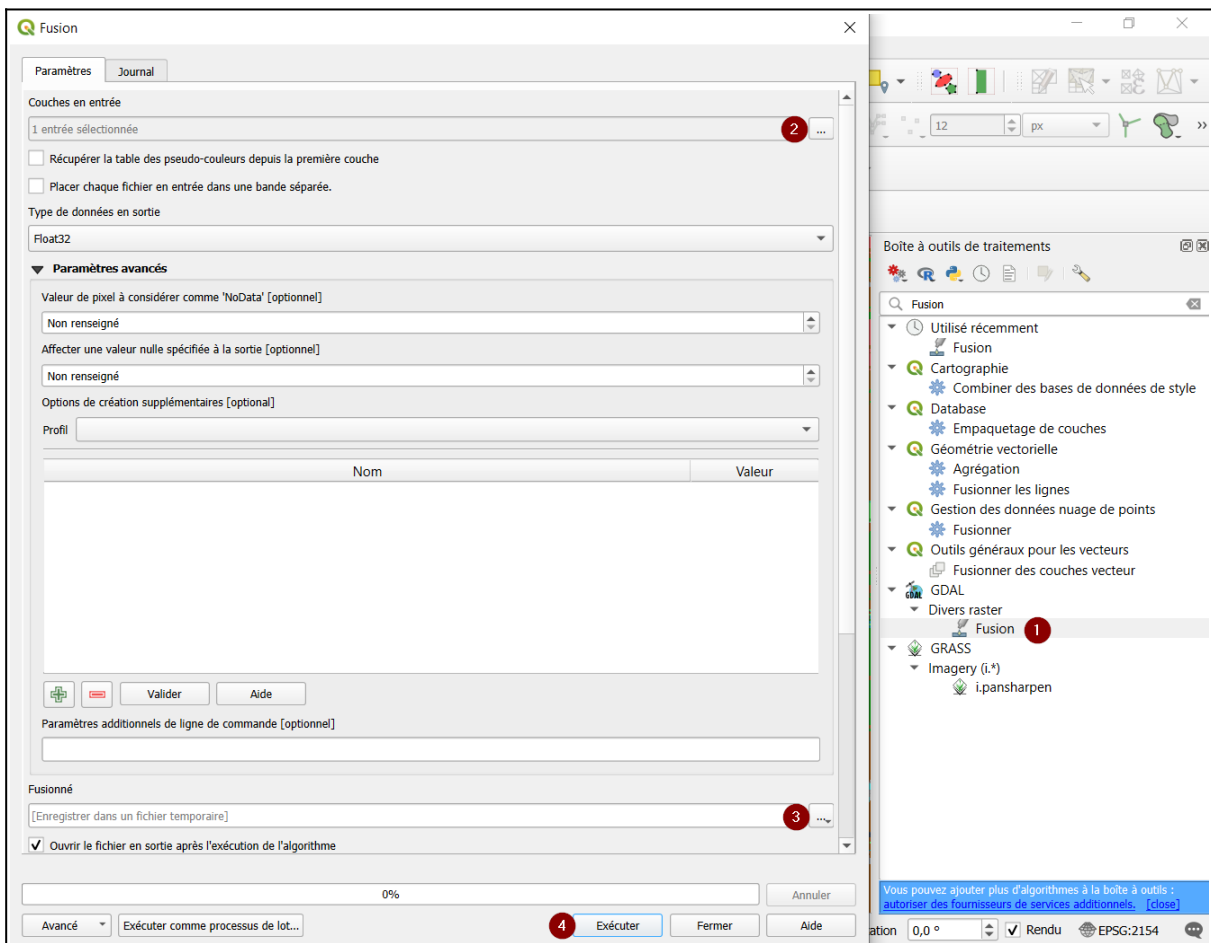 Fusion
Paramètres
Journal
Couches en entrée
1 entrée sélectionnée
2
...
Récupérer la table des pseudo-couleurs depuis la première couche
Placer chaque fichier en entrée dans une bande séparée.
Type de données en sortie
Float32
Paramètres avancés
Valeur de pixel à considérer comme 'NoData' [optionnel]
Non renseigné
Affecter une valeur nulle spécifiée à la sortie [optionnel]
Non renseigné
Options de création supplémentaires [optional]
Profil
Nom Valeur
Valider Aide
Paramètres additionnels de ligne de commande [optionnel]
Fusionné
[Enregistrer dans un fichier temporaire]
3
...
Ouvrir le fichier en sortie après l'exécution de l'algorithme
0%
Annuler
Avancé
Exécuter comme processus de lot...
4
Exécuter
Fermer
Aide
12
px
»
Boîte à outils de traitements
Fusion
Utilisé récemment
Fusion
Cartographie
Combiner des bases de données de style
Database
Empaquetage de couches
Géométrie vectorielle
Agrégation
Fusionner les lignes
Gestion des données nuage de points
Fusionner
Outils généraux pour les vecteurs
Fusionner des couches vecteur
GDAL
GDAL
Divers raster
Fusion
1
GRASS
Imagery (i.*)
i.pansharpen
Vous pouvez ajouter plus d'algorithmes à la boîte à outils :
autoriser des fournisseurs de services additionnels. [close]
ation
0,0 °
Rendu
EPSG:2154